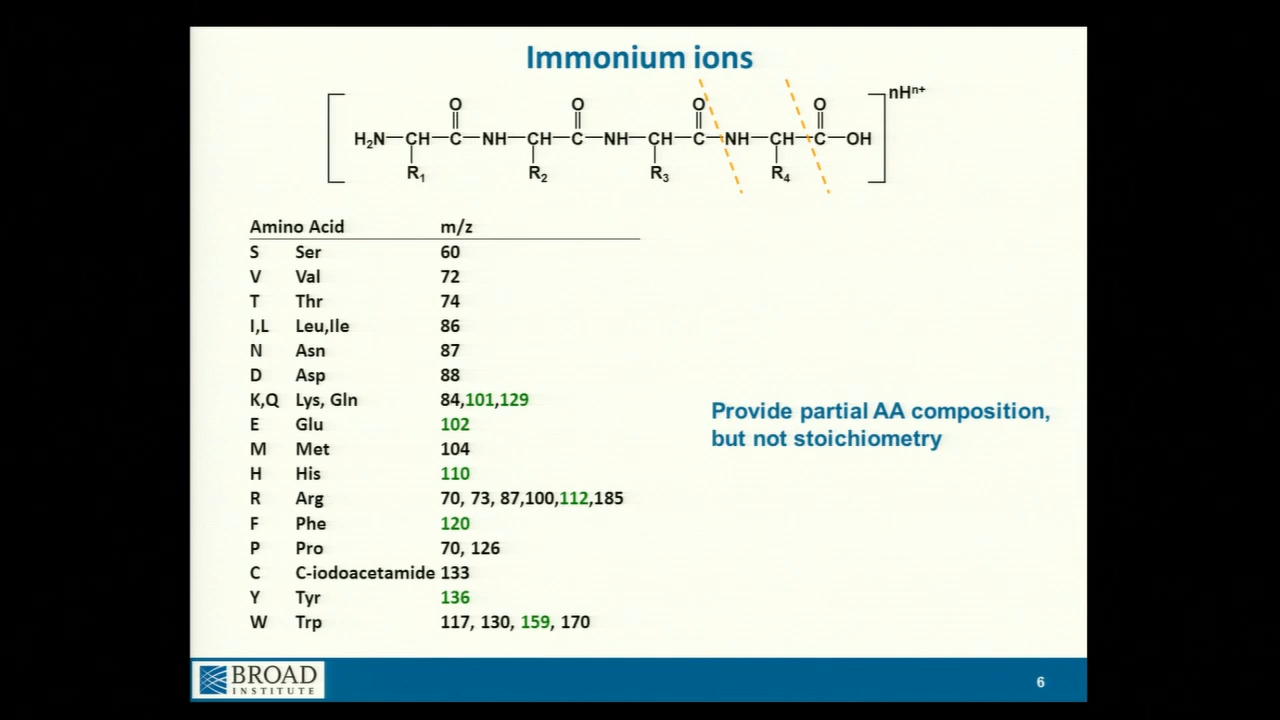 Immonium ions
nHⁿ⁺
O O O O
H₂N—CH—C—NH—CH—C—NH—CH—C—NH—CH—C—OH
R₁ R₂ R₃ R₄
Amino Acid m/z
S Ser 60
V Val 72
T Thr 74
I,L Leu,Ile 86
N Asn 87
D Asp 88
K,Q Lys, Gln 84,101,129
E Glu 102
M Met 104
H His 110
R Arg 70, 73, 87,100,112,185
F Phe 120
P Pro 70, 126
C C-iodoacetamide 133
Y Tyr 136
W Trp 117, 130, 159, 170
Provide partial AA composition,
but not stoichiometry
BROAD
INSTITUTE
6